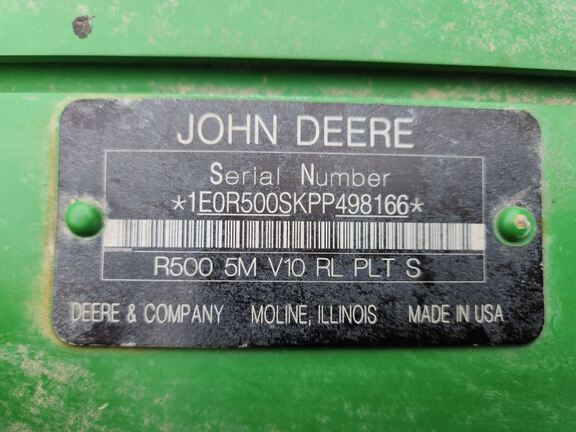 JOHN DEERE
Serial Number
*1E0R500SKPP498166*
R500 5M V10 RL PLT S
DEERE & COMPANY MOLINE, ILLINOIS MADE IN USA